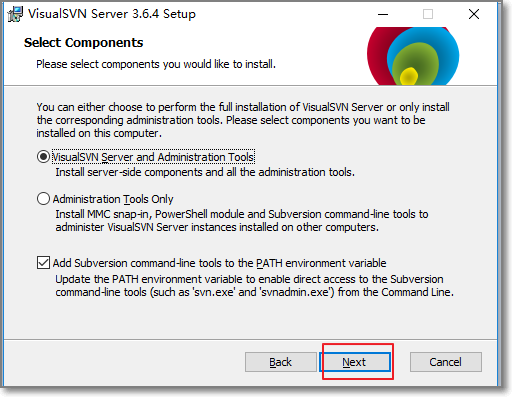 VisualSVN Server 3.6.4 Setup
Select Components
Please select components you would like to install.
You can either choose to perform the full installation of VisualSVN Server or only install
the corresponding administration tools. Please select components you want to be
installed on this computer.
VisualSVN Server and Administration Tools
Install server-side components and all the administration tools.
Administration Tools Only
Install MMC snap-in, PowerShell module and Subversion command-line tools to
administer VisualSVN Server instances installed on other computers.
Add Subversion command-line tools to the PATH environment variable
Update the PATH environment variable to enable direct access to the Subversion
command-line tools (such as 'svn.exe' and 'svnadmin.exe') from the Command Line.
Back Next Cancel